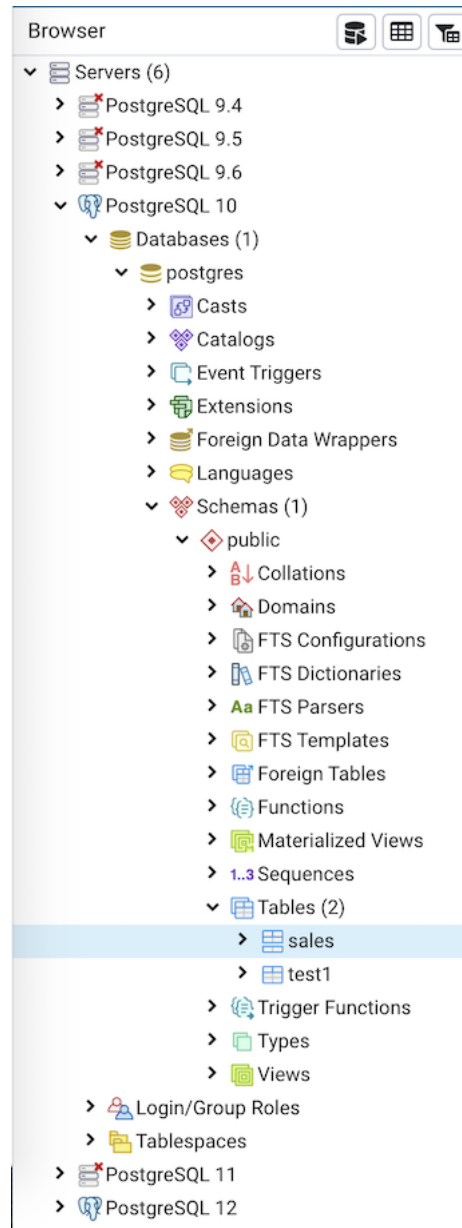 Browser
Servers (6)
PostgreSQL 9.4
PostgreSQL 9.5
PostgreSQL 9.6
PostgreSQL 10
Databases (1)
postgres
Casts
Catalogs
Event Triggers
Extensions
Foreign Data Wrappers
Languages
Schemas (1)
public
A B Collations
Domains
FTS Configurations
FTS Dictionaries
Aa FTS Parsers
FTS Templates
Foreign Tables
Functions
Materialized Views
1..3 Sequences
Tables (2)
sales
test1
Trigger Functions
Types
Views
Login/Group Roles
Tablespaces
PostgreSQL 11
PostgreSQL 12